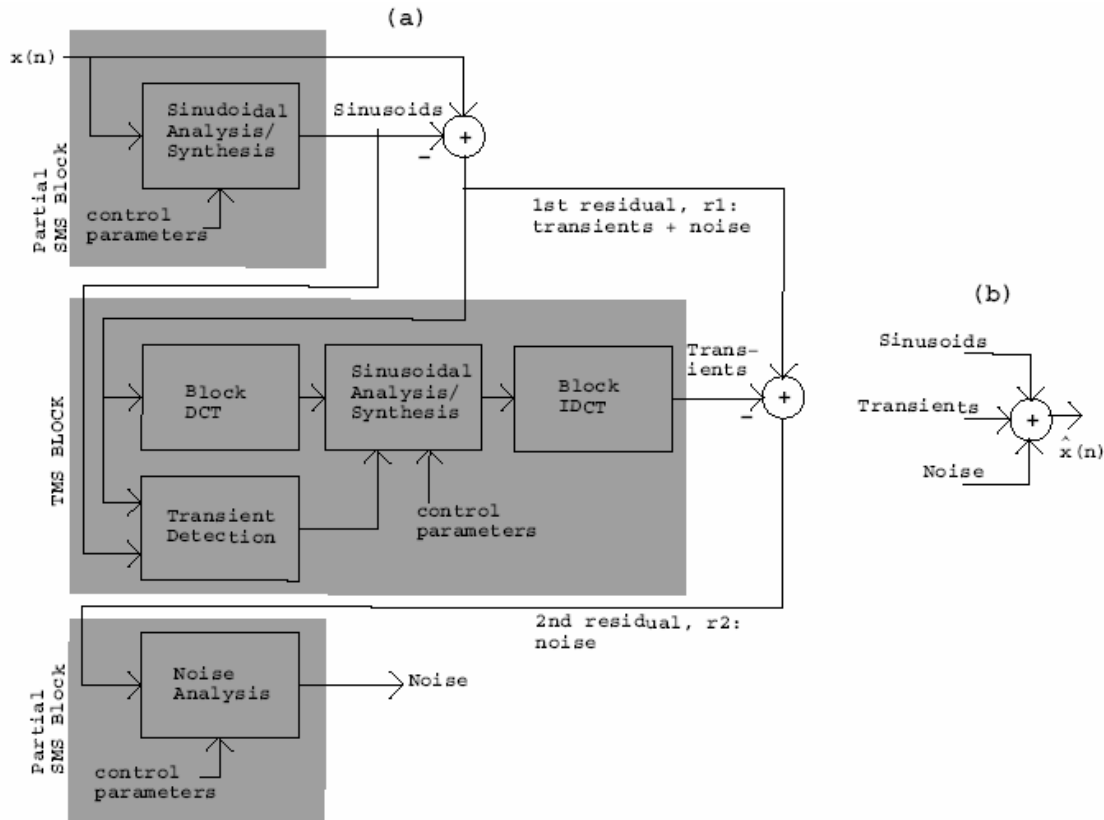 (a)
x(n)
Sinudoidal
Analysis/
Synthesis
Sinusoids
+
-
Partial
SMS Block
control
parameters
1st residual, r1:
transients + noise
TMS BLOCK
Block
DCT
Sinusoidal
Analysis/
Synthesis
Block
IDCT
Trans-
ients
+
-
Transient
Detection
control
parameters
2nd residual, r2:
noise
Partial
SMS Block
Noise
Analysis
Noise
control
parameters
(b)
Sinusoids
Transients
+
x̂(n)
Noise